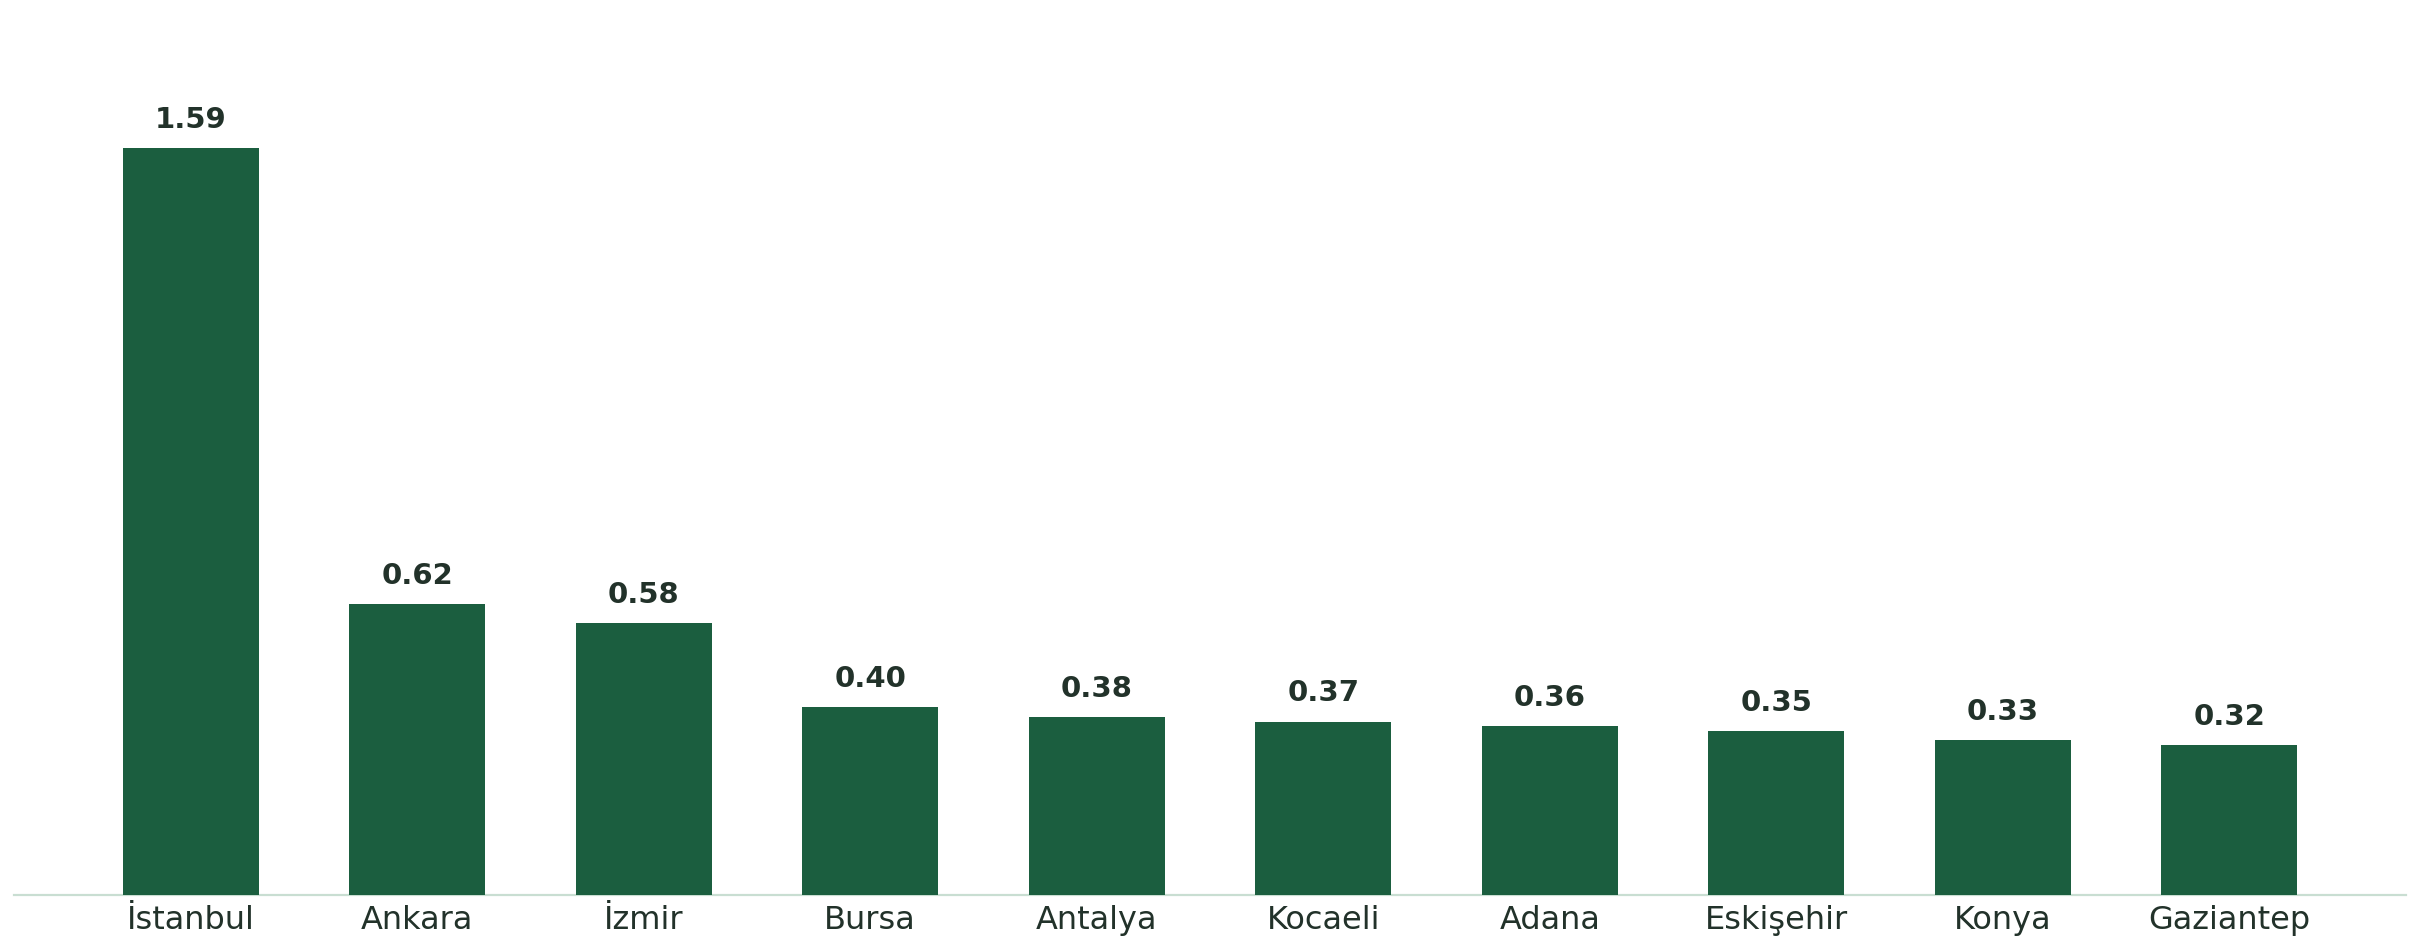 1.59
0.62
0.58
0.40
0.38
0.37
0.36
0.35
0.33
0.32
İstanbul
Ankara
İzmir
Bursa
Antalya
Kocaeli
Adana
Eskişehir
Konya
Gaziantep